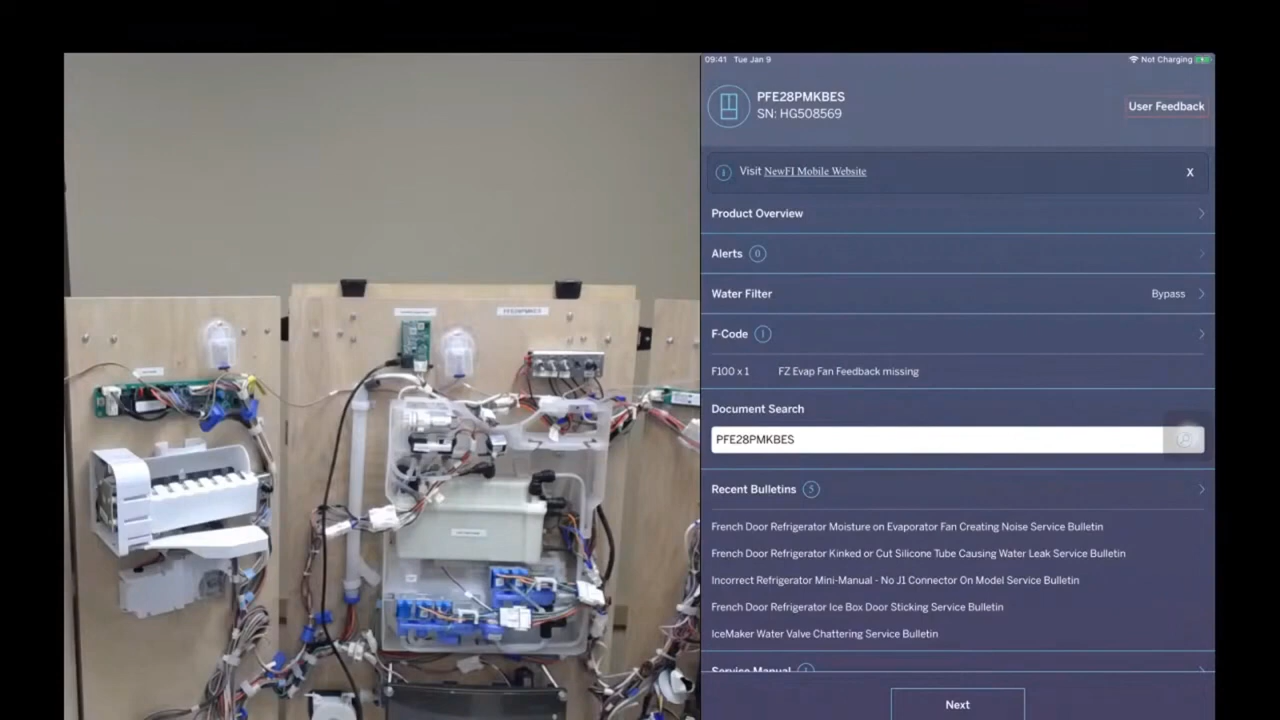 09:41 Tue Jan 9
Not Charging
PFE28PMKBES
SN: HG508569
User Feedback
i Visit NewFI Mobile Website X
Product Overview
Alerts 0
Water Filter Bypass
F-Code 1
F100 x 1 FZ Evap Fan Feedback missing
Document Search
PFE28PMKBES
Recent Bulletins 5
French Door Refrigerator Moisture on Evaporator Fan Creating Noise Service Bulletin
French Door Refrigerator Kinked or Cut Silicone Tube Causing Water Leak Service Bulletin
Incorrect Refrigerator Mini-Manual - No J1 Connector On Model Service Bulletin
French Door Refrigerator Ice Box Door Sticking Service Bulletin
IceMaker Water Valve Chattering Service Bulletin
Service Manual 1
Next